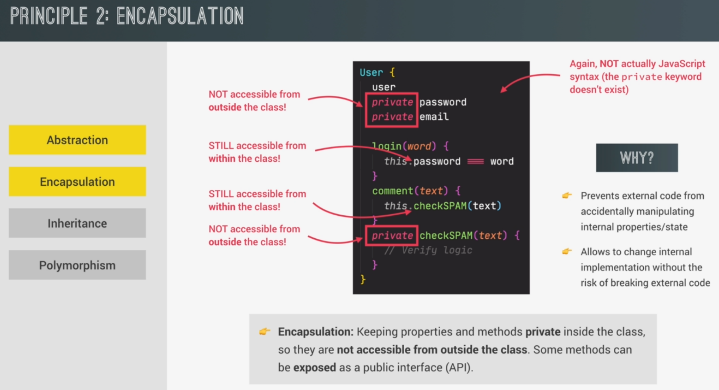 PRINCIPLE 2: ENCAPSULATION
Abstraction
Encapsulation
Inheritance
Polymorphism
NOT accessible from
outside the class!
STILL accessible from
within the class!
STILL accessible from
within the class!
NOT accessible from
outside the class!
User {
user
private password
private email
login(word) {
this.password === word
}
comment(text) {
this.checkSPAM(text)
}
private checkSPAM(text) {
// Verify logic
}
}
Again, NOT actually JavaScript
syntax (the private keyword
doesn't exist)
WHY?
👉 Prevents external code from
accidentally manipulating
internal properties/state
👉 Allows to change internal
implementation without the
risk of breaking external code
👉 Encapsulation: Keeping properties and methods private inside the class,
so they are not accessible from outside the class. Some methods can
be exposed as a public interface (API).